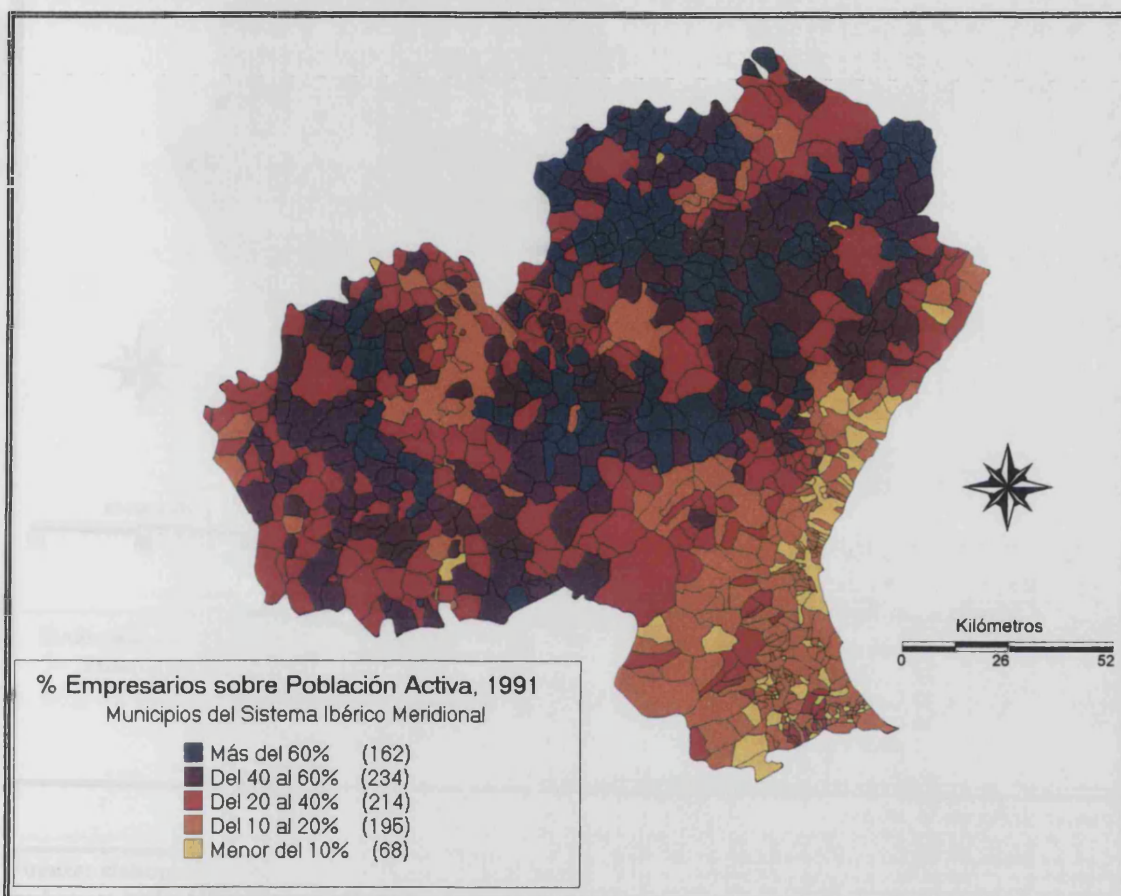 Kilómetros
0 26 52
% Empresarios sobre Población Activa, 1991
Municipios del Sistema Ibérico Meridional
Más del 60% (162)
Del 40 al 60% (234)
Del 20 al 40% (214)
Del 10 al 20% (195)
Menor del 10% (68)